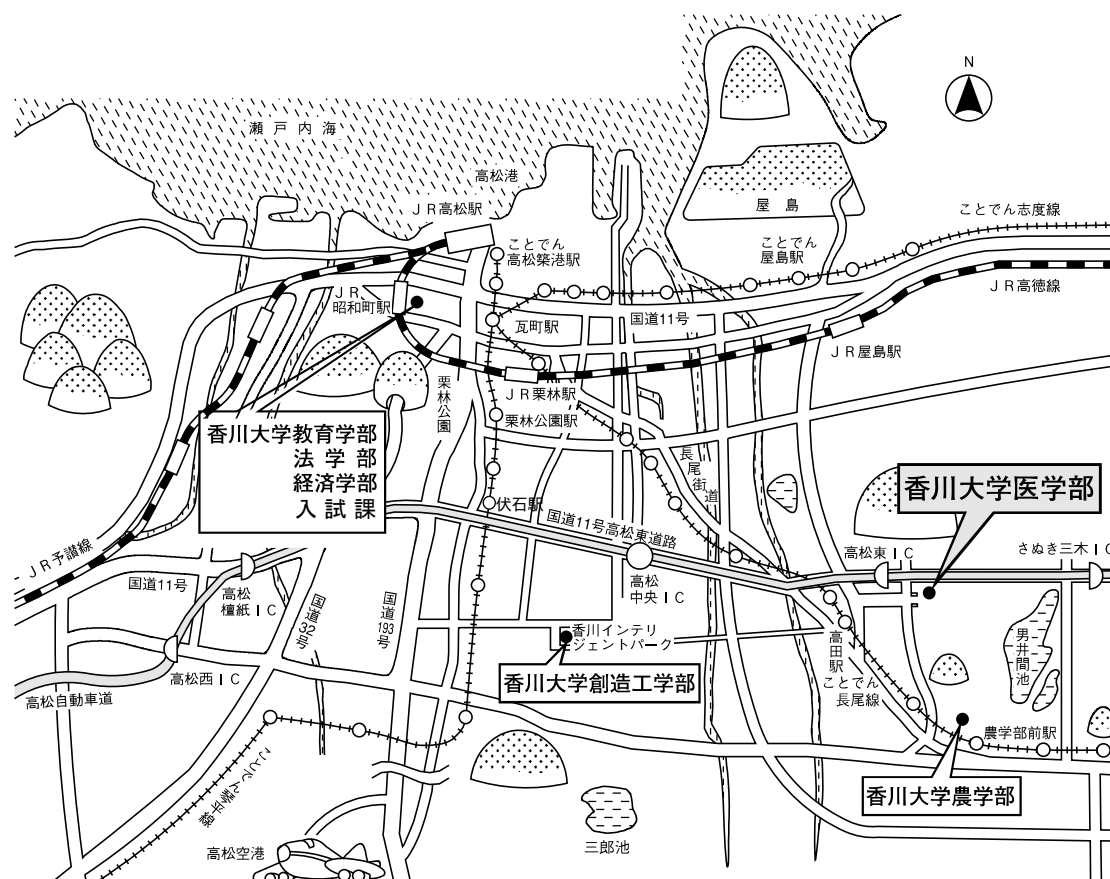 N
瀬戸内海
高松港
JR高松駅
屋島
ことでん志度線
ことでん
高松築港駅
ことでん
屋島駅
JR高徳線
JR
昭和町駅
瓦町駅
国道11号
JR屋島駅
栗林公園
JR栗林駅
栗林公園駅
香川大学教育学部
法学部
経済学部
入試課
長尾街道
香川大学医学部
伏石駅
国道11号高松東道路
高松東IC
さぬき三木IC
JR予讃線
国道11号
高松
檀紙IC
高松
中央IC
国道32号
国道193号
香川インテリ
ジェントパーク
高田駅
男井間池
高松西IC
香川大学創造工学部
ことでん
長尾線
高松自動車道
農学部前駅
ことでん琴平線
香川大学農学部
高松空港
三郎池